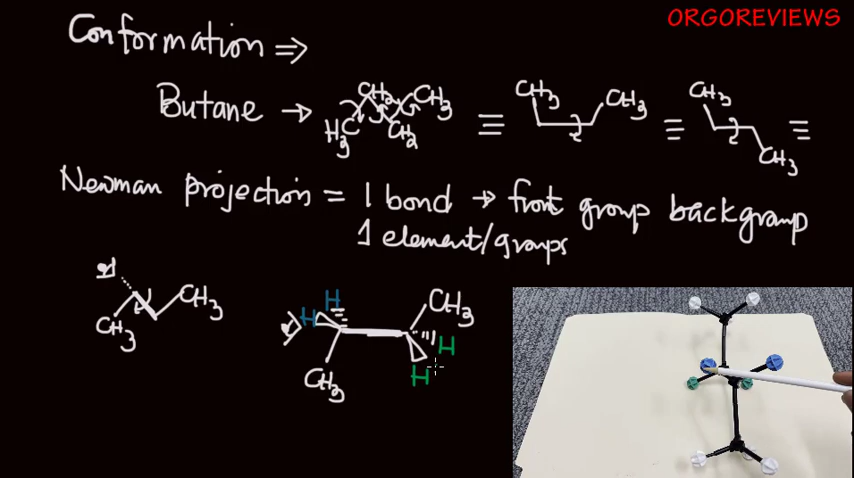 ORGOREVIEWS
Conformation ⇒
Butane → H₃C CH₂ CH₂ CH₃ ≡ CH₃ CH₃ ≡ CH₃ CH₃ ≡
Newman projection = 1 bond → front group backgroup
1 element/groups
CH₃ CH₃
H H CH₃ CH₃ H H